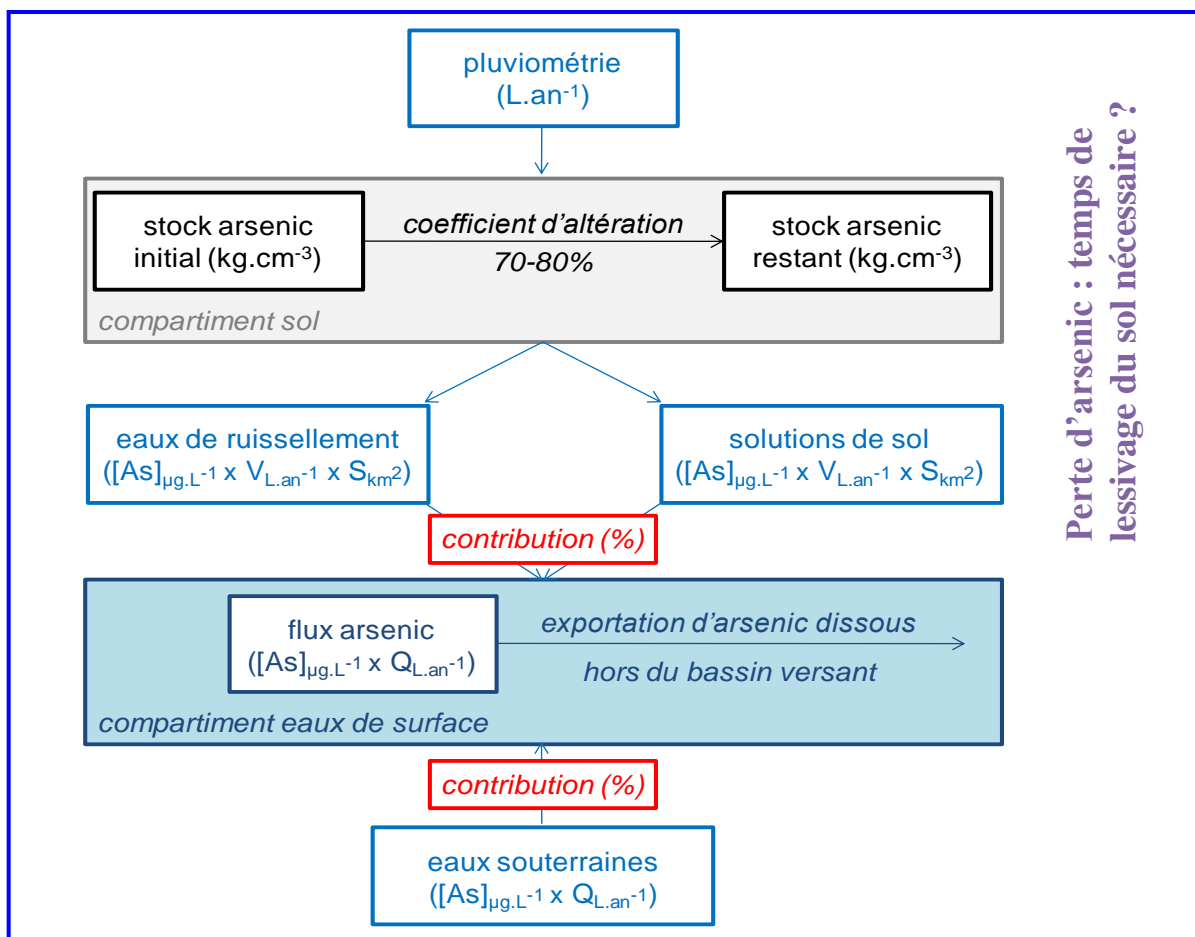 pluviométrie
(L.an⁻¹)
stock arsenic
initial (kg.cm⁻³)
coefficient d’altération
70-80%
stock arsenic
restant (kg.cm⁻³)
compartiment sol
Perte d’arsenic : temps de
lessivage du sol nécessaire ?
eaux de ruissellement
([As]µg.L⁻¹ x VL.an⁻¹ x Skm²)
solutions de sol
([As]µg.L⁻¹ x VL.an⁻¹ x Skm²)
contribution (%)
flux arsenic
([As]µg.L⁻¹ x QL.an⁻¹)
exportation d’arsenic dissous
hors du bassin versant
compartiment eaux de surface
contribution (%)
eaux souterraines
([As]µg.L⁻¹ x QL.an⁻¹)